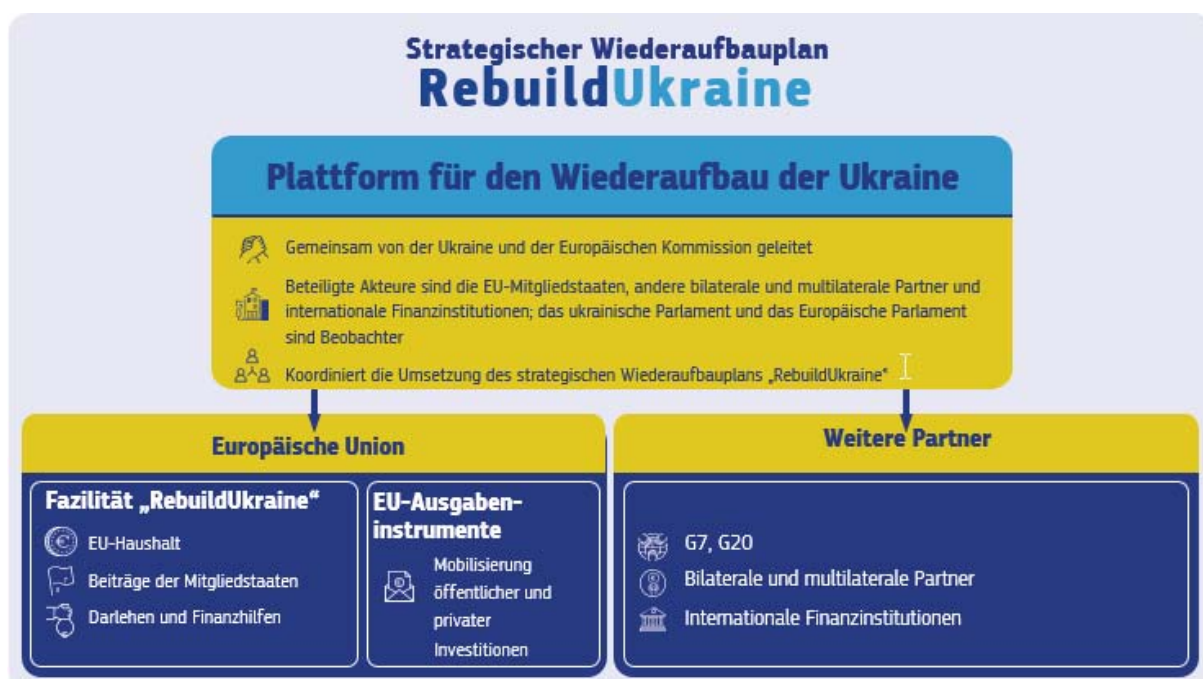 Strategischer Wiederaufbauplan
RebuildUkraine
Plattform für den Wiederaufbau der Ukraine
Gemeinsam von der Ukraine und der Europäischen Kommission geleitet
Beteiligte Akteure sind die EU-Mitgliedstaaten, andere bilaterale und multilaterale Partner und
internationale Finanzinstitutionen; das ukrainische Parlament und das Europäische Parlament
sind Beobachter
Koordiniert die Umsetzung des strategischen Wiederaufbauplans „RebuildUkraine“
Europäische Union
Fazilität „RebuildUkraine“
EU-Haushalt
Beiträge der Mitgliedstaaten
Darlehen und Finanzhilfen
EU-Ausgaben-
instrumente
Mobilisierung
öffentlicher und
privater
Investitionen
Weitere Partner
G7, G20
Bilaterale und multilaterale Partner
Internationale Finanzinstitutionen